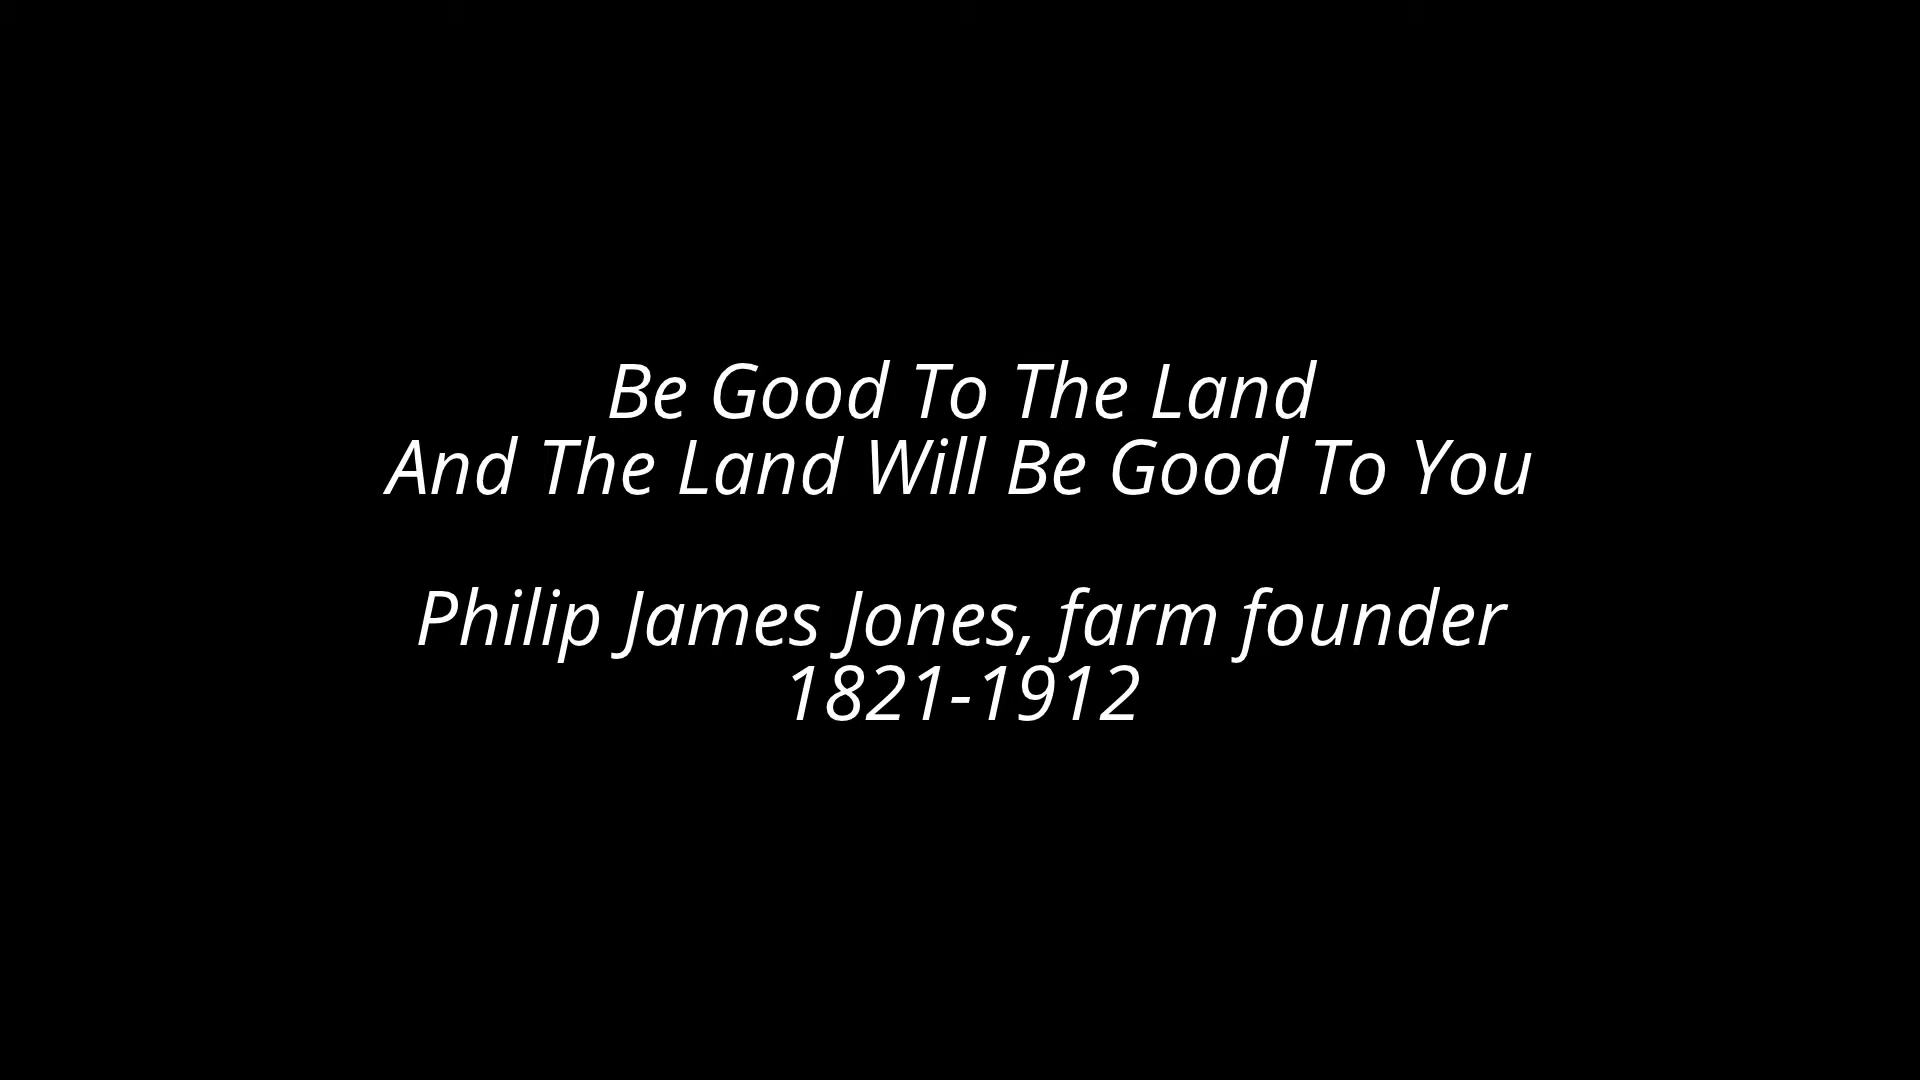 Be Good To The Land
And The Land Will Be Good To You
Philip James Jones, farm founder
1821-1912